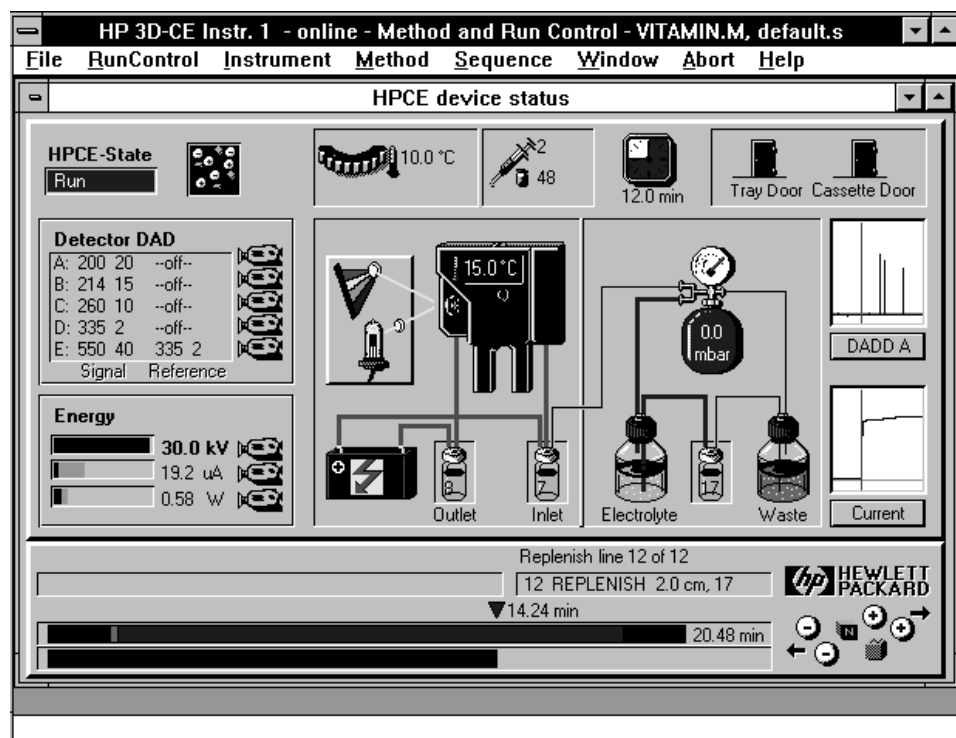 HP 3D-CE Instr. 1 - online - Method and Run Control - VITAMIN.M, default.s
File RunControl Instrument Method Sequence Window Abort Help
HPCE device status
HPCE-State
Run
10.0 °C
2
48
12.0 min
Tray Door Cassette Door
Detector DAD
A: 200 20 --off--
B: 214 15 --off--
C: 260 10 --off--
D: 335 2 --off--
E: 550 40 335 2
Signal Reference
15.0°C
0.0
mbar
DADD A
Energy
30.0 kV
19.2 uA
0.58 W
8
7
17
Outlet Inlet Electrolyte Waste
Current
Replenish line 12 of 12
12 REPLENISH 2.0 cm, 17
hp HEWLETT
PACKARD
14.24 min
20.48 min
N